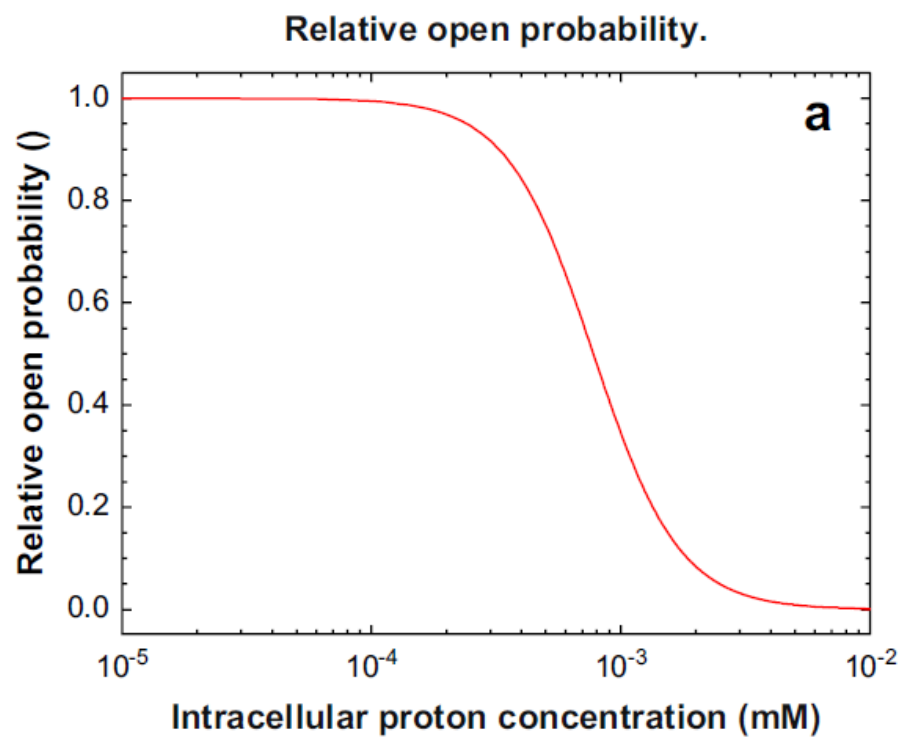 Relative open probability.
a
Relative open probability ()
1.0
0.8
0.6
0.4
0.2
0.0
10⁻⁵ 10⁻⁴ 10⁻³ 10⁻²
Intracellular proton concentration (mM)